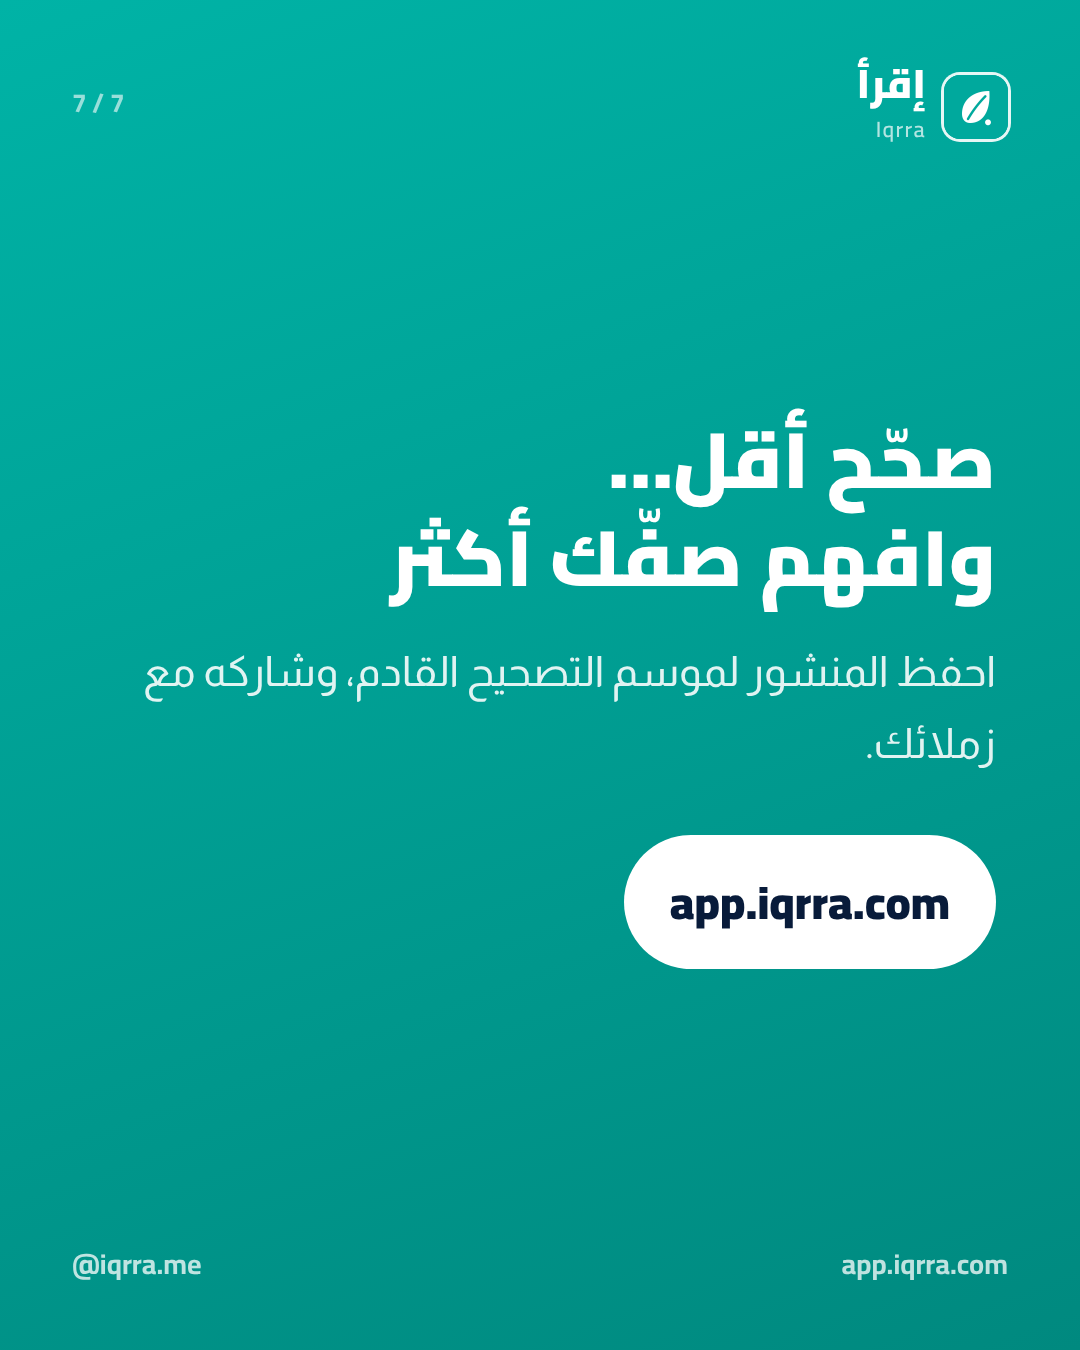 إقرأ
Iqrra
7 / 7
صحّح أقل...
وافهم صفّك أكثر
احفظ المنشور لموسم التصحيح القادم، وشاركه مع
زملائك.
app.iqrra.com
app.iqrra.com
@iqrra.me